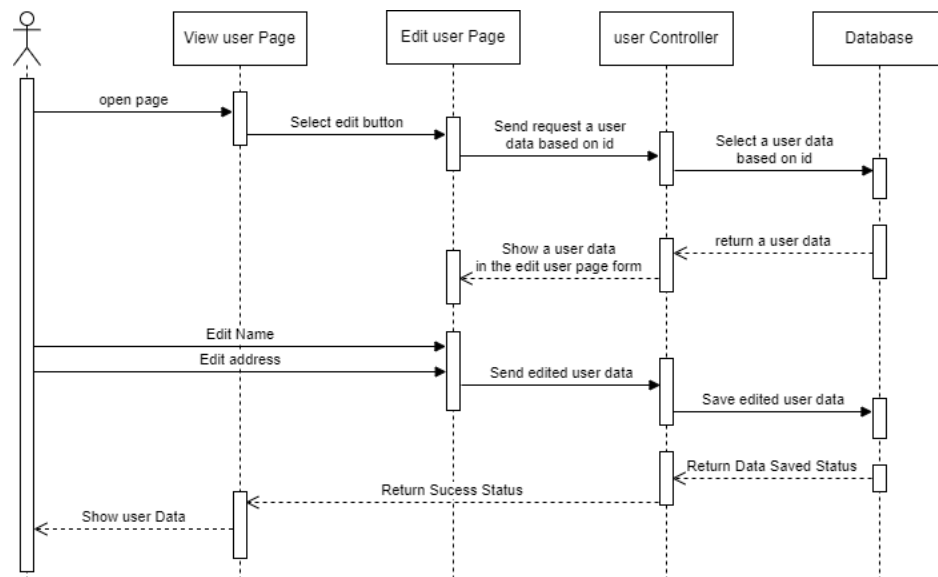 View user Page
Edit user Page
user Controller
Database
open page
Select edit button
Send request a user
data based on id
Select a user data
based on id
return a user data
Show a user data
in the edit user page form
Edit Name
Edit address
Send edited user data
Save edited user data
Return Data Saved Status
Return Sucess Status
Show user Data